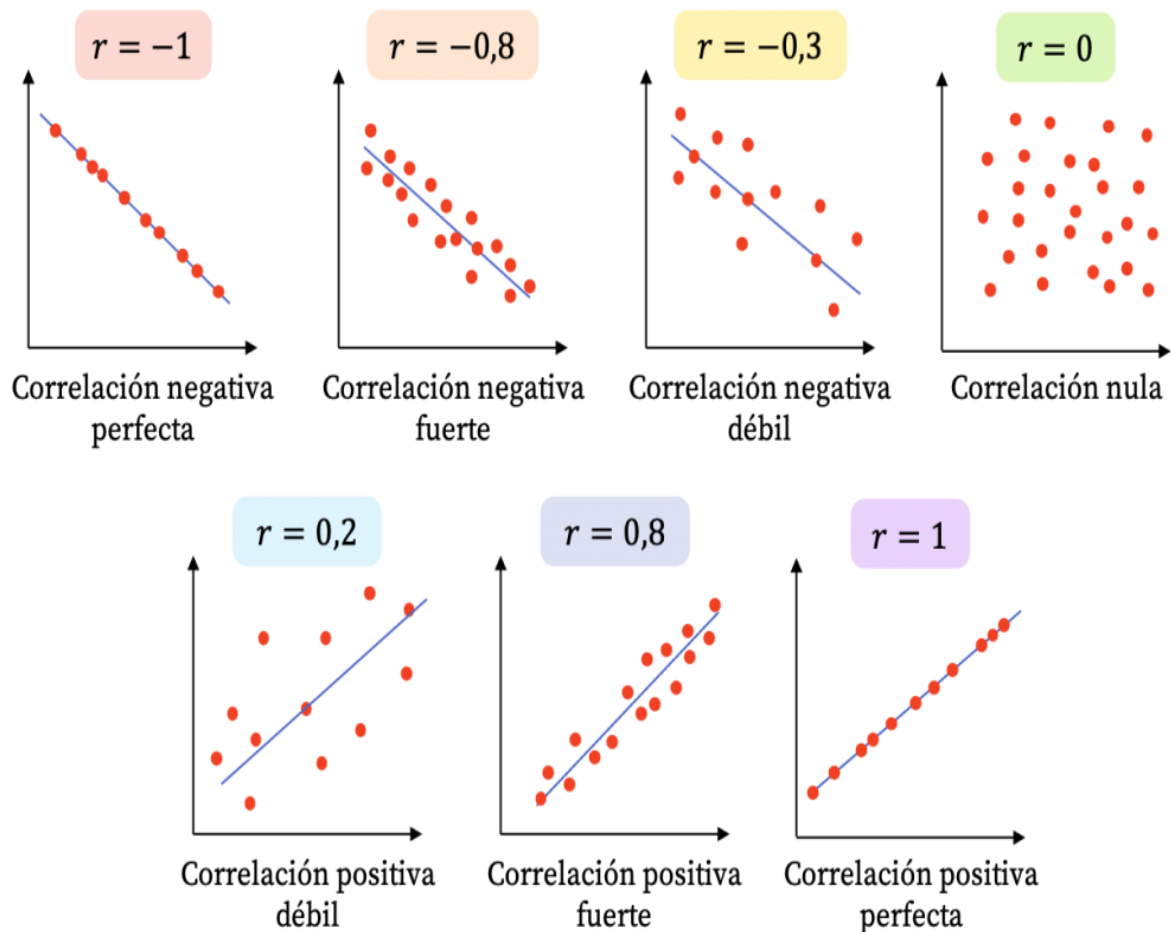 r = −1
r = −0,8
r = −0,3
r = 0
Correlación negativa
perfecta
Correlación negativa
fuerte
Correlación negativa
débil
Correlación nula
r = 0,2
r = 0,8
r = 1
Correlación positiva
débil
Correlación positiva
fuerte
Correlación positiva
perfecta